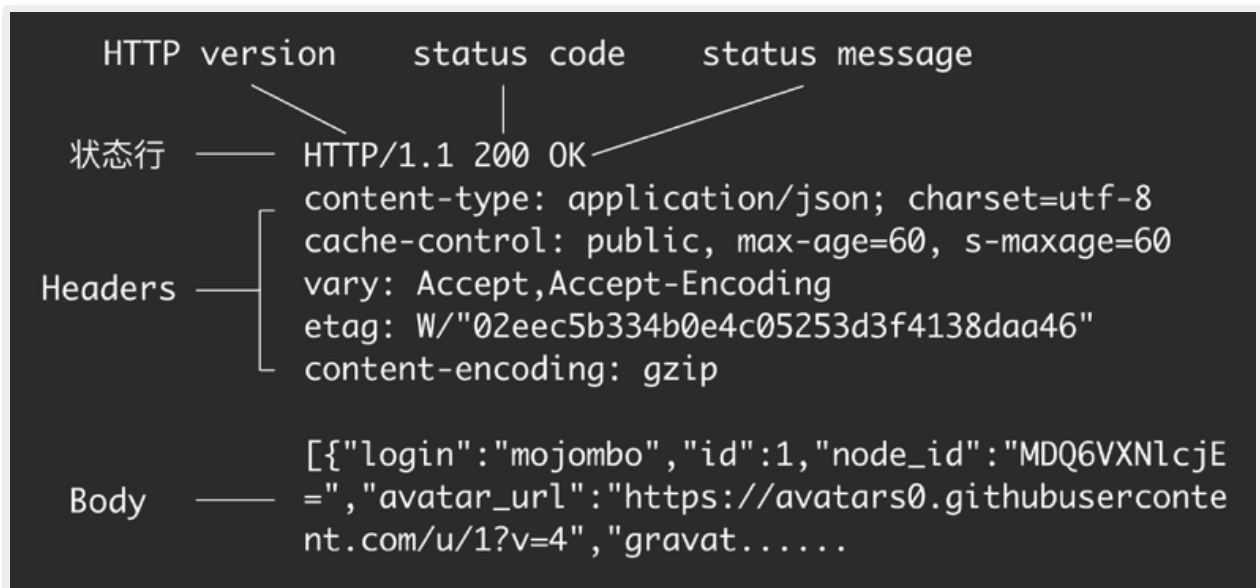 HTTP version status code status message
状态行 HTTP/1.1 200 OK
content-type: application/json; charset=utf-8
cache-control: public, max-age=60, s-maxage=60
Headers vary: Accept,Accept-Encoding
etag: W/"02eec5b334b0e4c05253d3f4138daa46"
content-encoding: gzip
[{"login":"mojombo","id":1,"node_id":"MDQ6VXNlcjE
Body =","avatar_url":"https://avatars0.githubuserconte
nt.com/u/1?v=4","gravat......